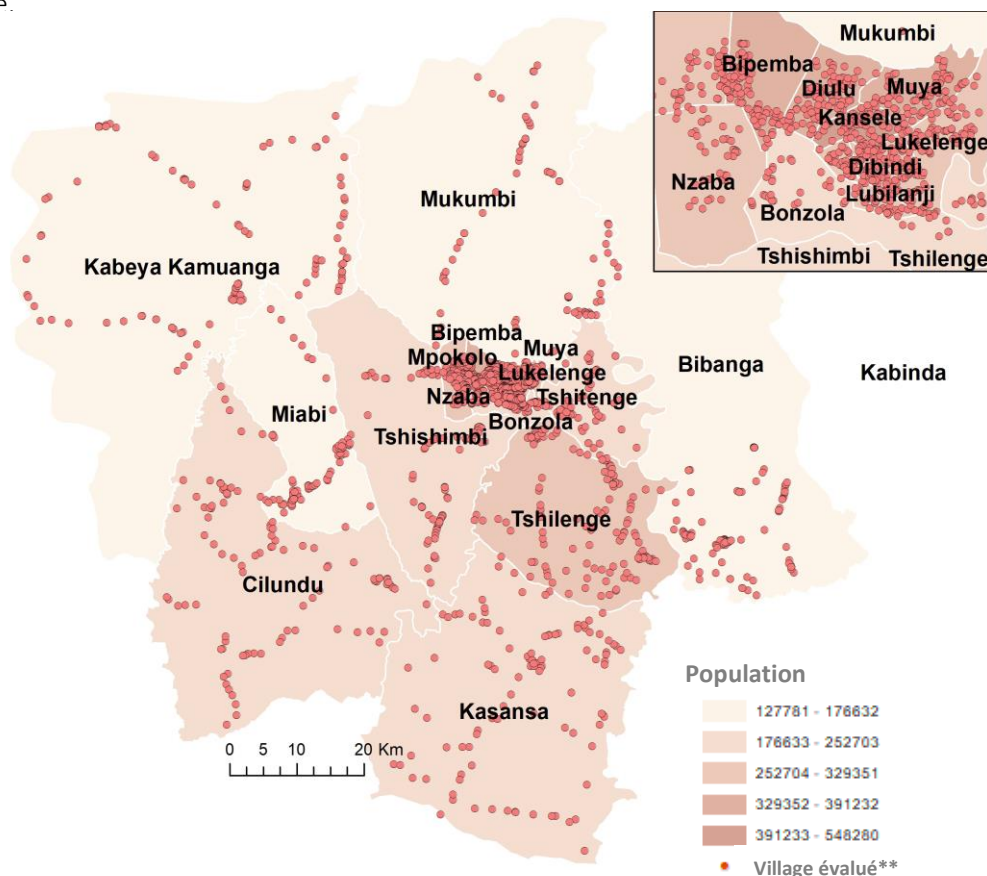 e.
Mukumbi
Bipemba
Diulu
Muya
Kansele
Lukelenge
Dibindi
Nzaba
Lubilanji
Bonzola
Tshishimbi
Tshilenge
Mukumbi
Kabeya Kamuanga
Bipemba
Muya
Mpokolo
Lukelenge
Bibanga
Kabinda
Nzaba
Tshitenge
Miabi
Bonzola
Tshishimbi
Tshilenge
Cilundu
Kasansa
0 5 10 20 Km
Population
127781 - 176632
176633 - 252703
252704 - 329351
329352 - 391232
391233 - 548280
Village évalué**